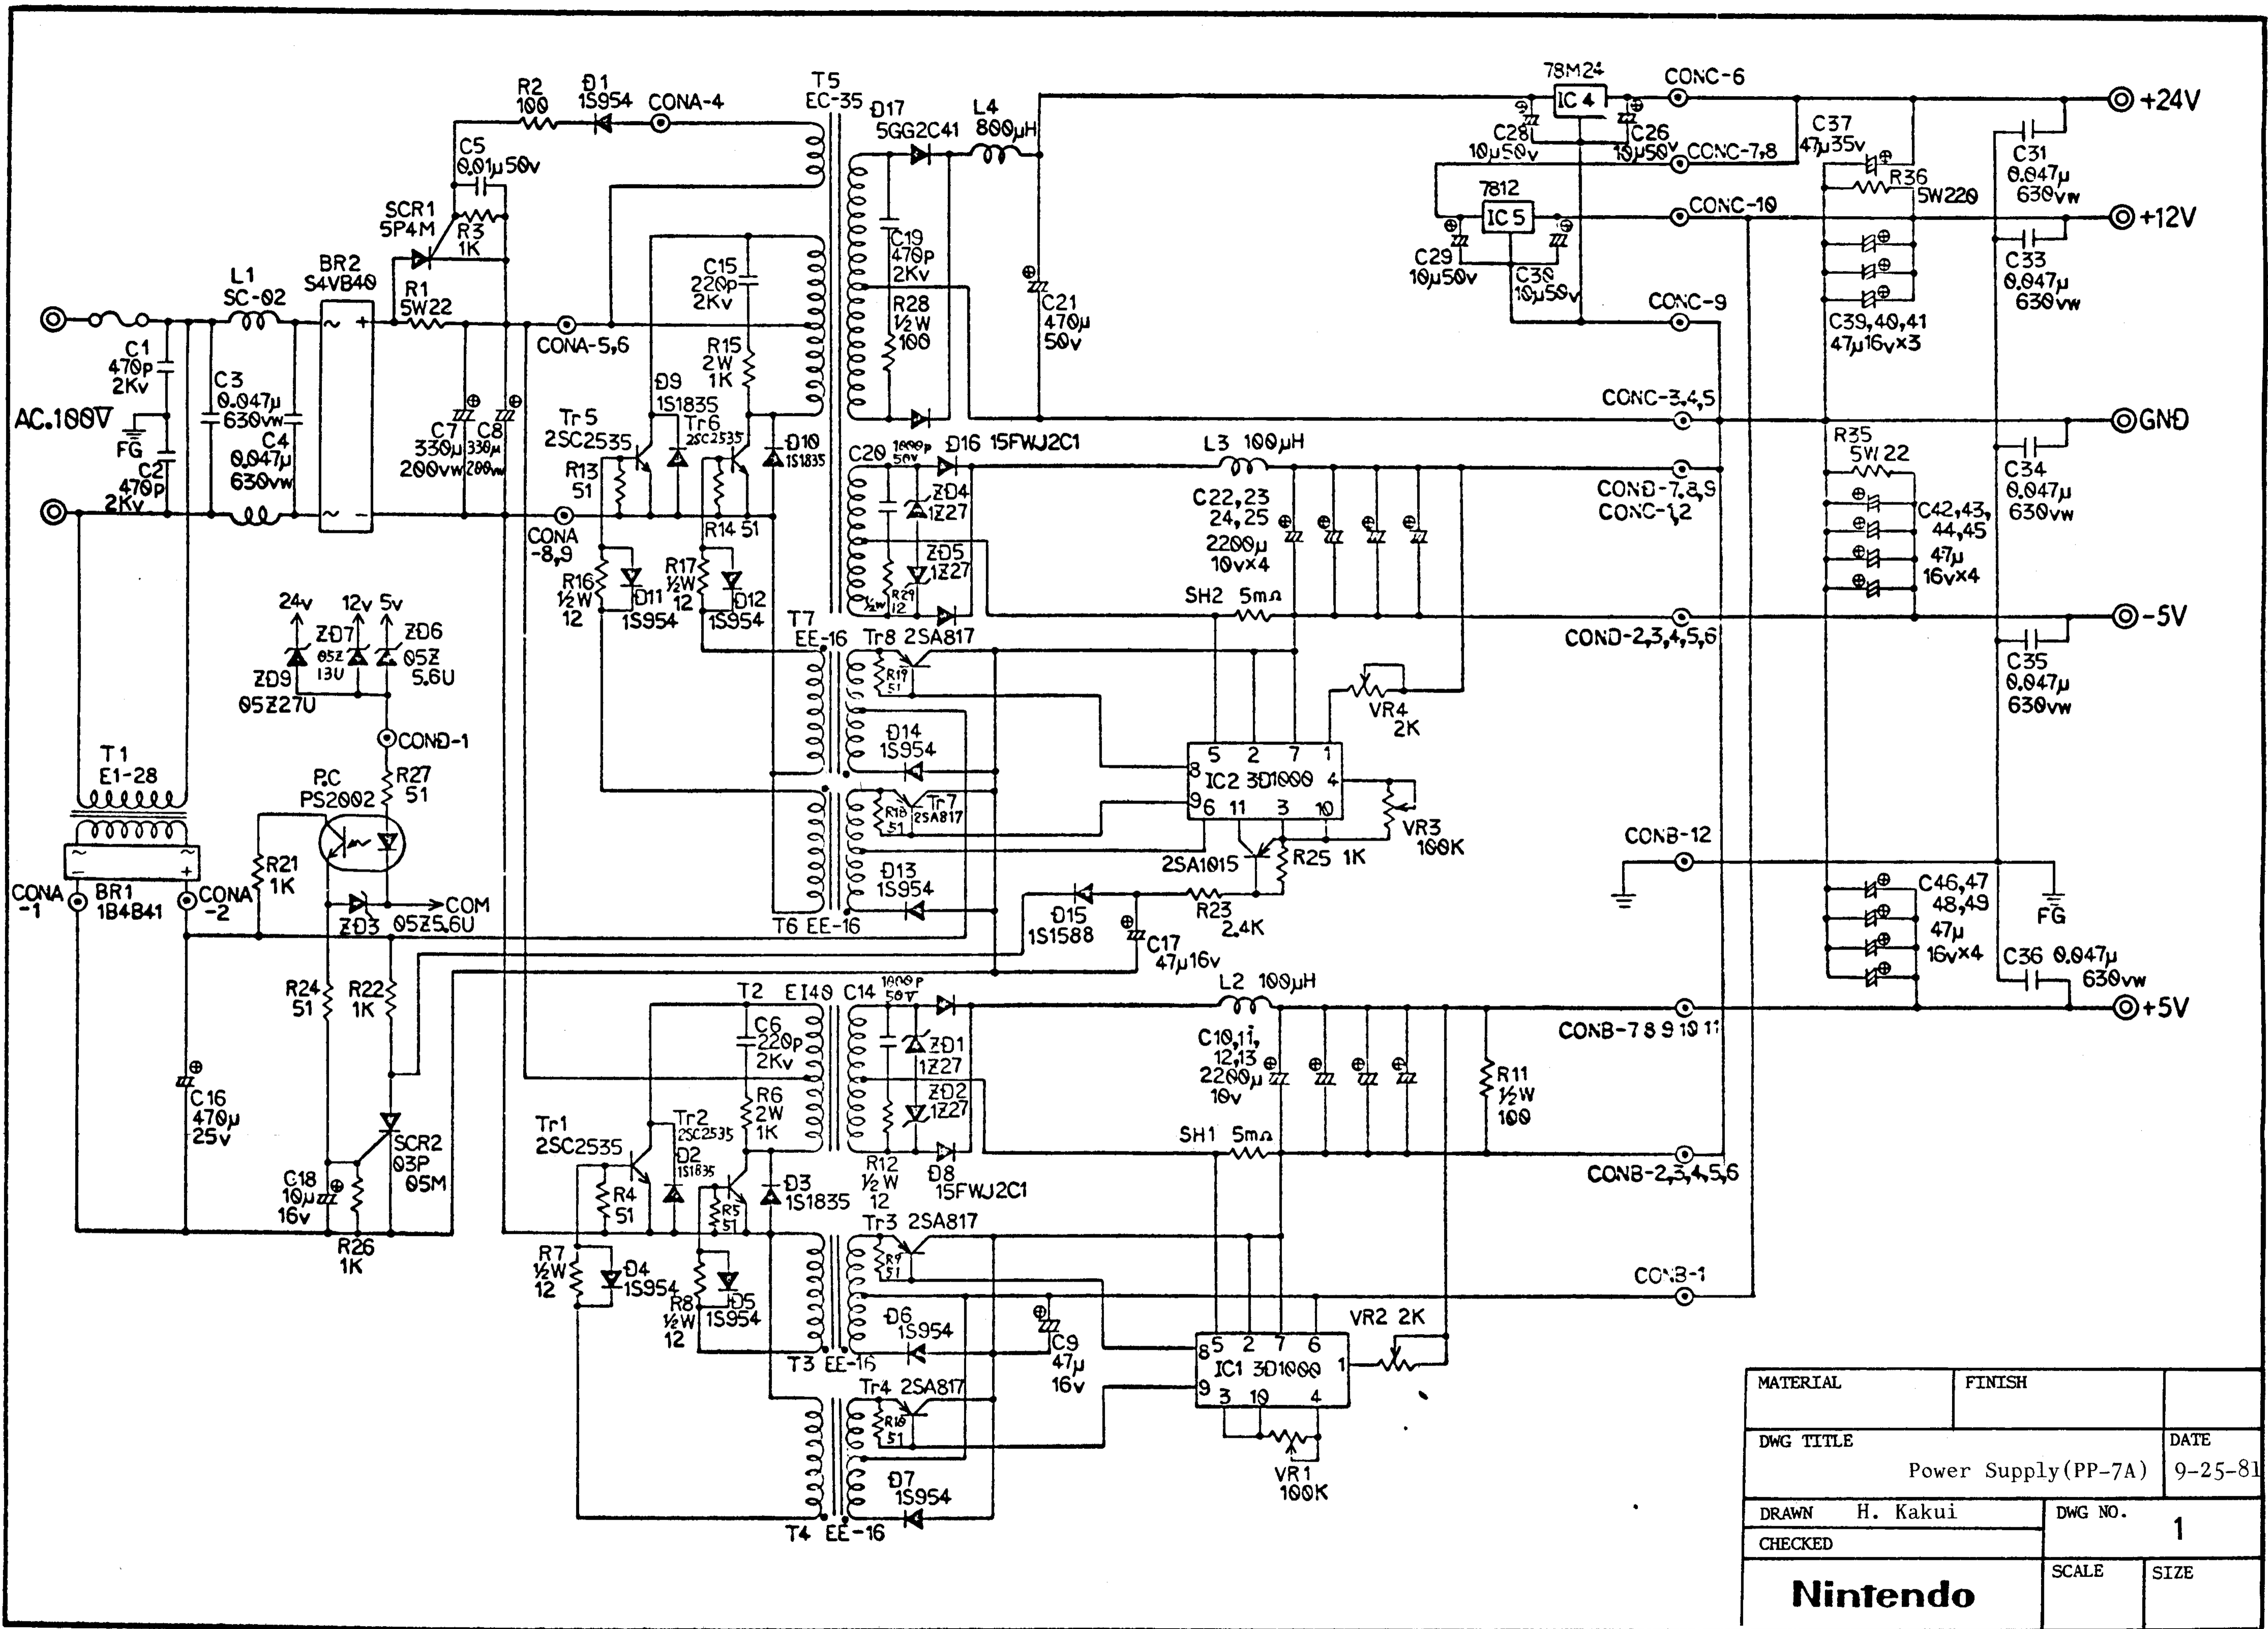 R2
100
D1
1S954
CONA-4
T5
EC-35
D17
5GG2C41
L4
800μH
78M24
IC 4
CONC-6
+24V
C5
0.01μ50v
C28
10μ50v
C26
10μ50v
CONC-7,8
C37
47μ35v
R36
5W220
C31
0.047μ
630vw
SCR1
5P4M
R3
1K
7812
IC 5
CONC-10
+12V
C29
10μ50v
C30
10μ50v
C33
0.047μ
630vw
L1
SC-02
BR2
S4VB40
R1
5W22
C15
220p
2Kv
C19
470p
2Kv
R28
½W
100
C21
470μ
50v
CONC-9
C39,40,41
47μ16v×3
AC.100V
C1
470p
2Kv
FG
C2
470p
2Kv
C3
0.047μ
630vw
C4
0.047μ
630vw
~
~
+
−
C7
330μ
200vw
C8
330μ
200vw
CONA-5,6
R15
2W
1K
D9
1S1835
Tr5
2SC2535
Tr6
2SC2535
D10
1S1835
R13
51
R14 51
CONC-3,4,5
GND
C20
1000p
50v
D16 15FWJ2C1
ZD4
1Z27
ZD5
1Z27
R29
½W
12
L3 100μH
C22,23
24,25
2200μ
10v×4
COND-7,8,9
CONC-1,2
R35
5W 22
C42,43,
44,45
47μ
16v×4
C34
0.047μ
630vw
CONA
-8,9
R16
½W
12
D11
1S954
R17
½W
12
D12
1S954
SH2 5mΩ
COND-2,3,4,5,6
-5V
24v
12v
5v
ZD7
05Z
13U
ZD6
05Z
5.6U
ZD9
05Z27U
COND-1
T7
EE-16
Tr8 2SA817
R19
51
D14
1S954
VR4
2K
C35
0.047μ
630vw
T1
E1-28
P.C
PS2002
R27
51
5 2 7 1
8
IC2 3D1000 4
9
6 11 3 10
R18
51
Tr7
2SA817
VR3
100K
2SA1015
R25 1K
CONB-12
~
~
−
+
CONA
-1
BR1
1B4B41
CONA
-2
R21
1K
ZD3
COM
05Z5.6U
D13
1S954
T6 EE-16
D15
1S1588
R23
2.4K
C17
47μ16v
C46,47
48,49
47μ
16v×4
FG
C36 0.047μ
630vw
R24
51
R22
1K
T2
EI40
C14
1000p
50V
L2 100μH
CONB-7 8 9 10 11
+5V
C6
220p
2Kv
ZD1
1Z27
ZD2
1Z27
C10,11,
12,13
2200μ
10v
R11
½W
100
C16
470μ
25v
SCR2
03P
05M
C18
10μ
16v
R26
1K
Tr1
2SC2535
Tr2
2SC2535
D2
1S1835
R6
2W
1K
R4
51
R5
51
D3
1S1835
R12
½W
12
D8
15FWJ2C1
SH1 5mΩ
CONB-2,3,4,5,6
R7
½W
12
D4
1S954
R8
½W
12
D5
1S954
Tr3 2SA817
R9
51
CONB-1
D6
1S954
C9
47μ
16v
VR2 2K
T3 EE-16
5 2 7 6
8
IC1 3D1000 1
9
3 10 4
Tr4 2SA817
R10
51
VR1
100K
D7
1S954
T4 EE-16
MATERIAL
FINISH
DWG TITLE
Power Supply(PP-7A)
DATE
9-25-81
DRAWN H. Kakui
DWG NO.
1
CHECKED
SCALE
SIZE
Nintendo